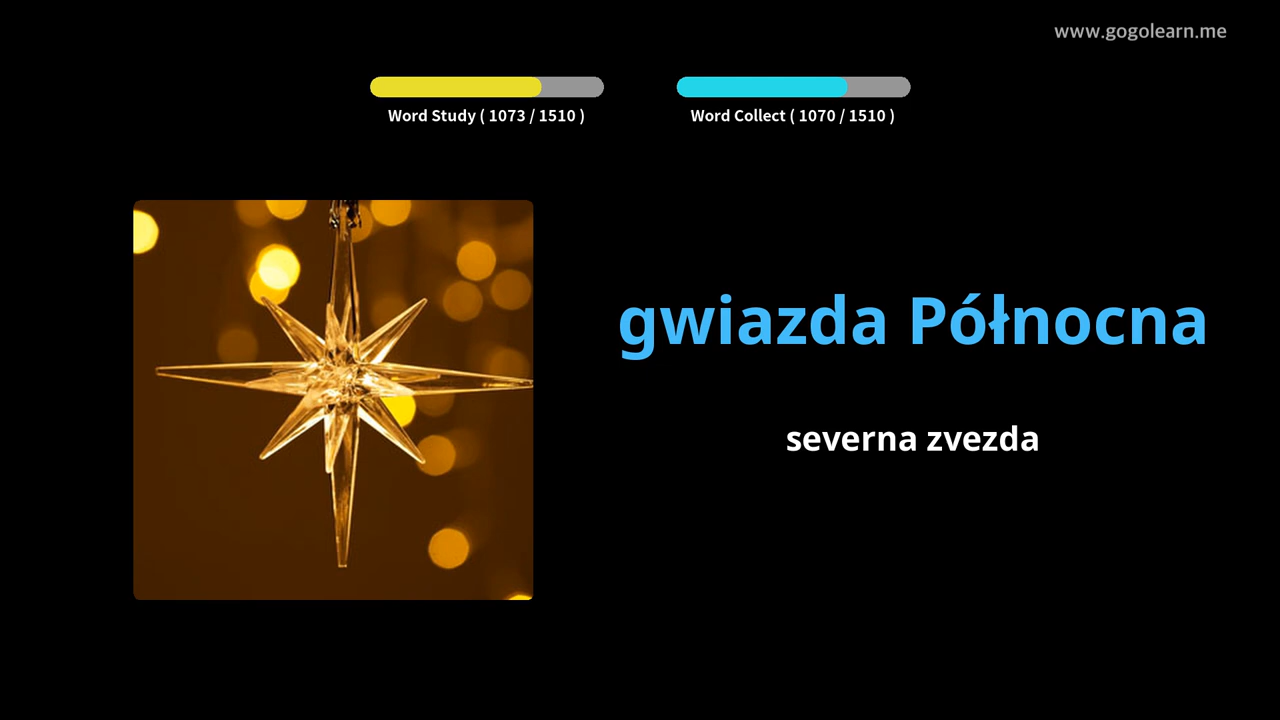 www.gogolearn.me
Word Study ( 1073 / 1510 )
Word Collect ( 1070 / 1510 )
gwiazda Północna
severna zvezda